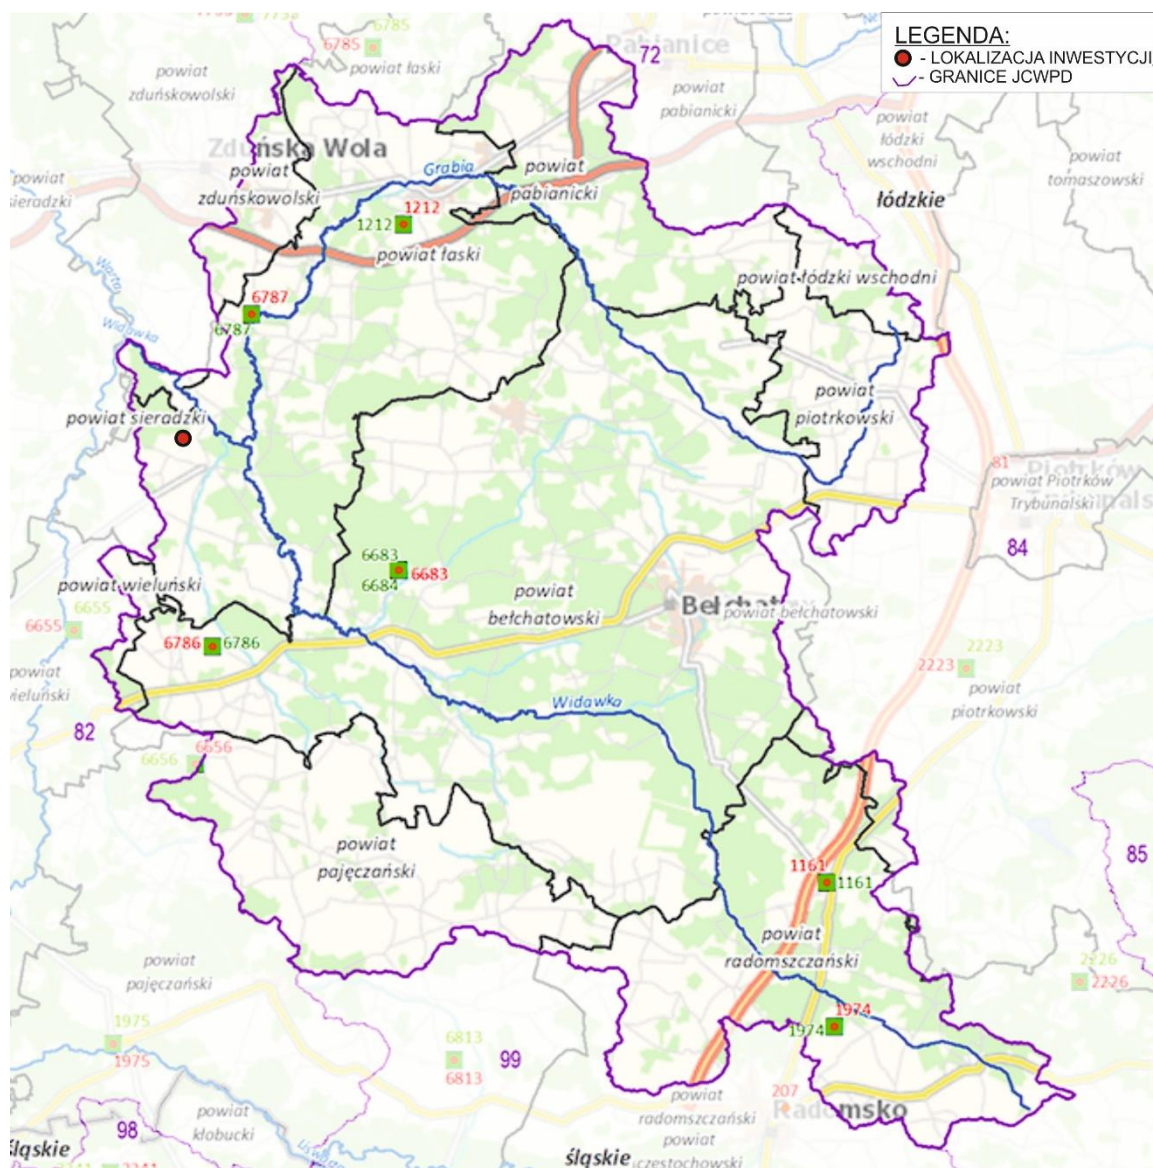 LEGENDA:
- LOKALIZACJA INWESTYCJI,
- GRANICE JCWPD
6785
6785
powiat łaski
powiat
zduńskowolski
Pabianice
72
powiat
pabianicki
powiat
łódzki
wschodni
powiat
tomaszowski
łódzkie
Zduńska Wola
powiat
zduńskowolski
powiat
sieradzki
Grabia
powiat
pabianicki
1212
1212
powiat łaski
powiat łódzki wschodni
Warta
6787
6787
Widawka
powiat sieradzki
powiat
piotrkowski
81
Piotrków
powiat Piotrków
Trybunalski
84
6683
6684
6683
powiat wieluński
powiat
bełchatowski
powiat bełchatowski
6655
6655
6786
6786
powiat
wieluński
2223
2223
powiat
piotrkowski
Widawka
82
6656
6656
powiat
pajęczański
85
1161
1161
powiat
radomszczański
powiat
pajęczański
2226
2226
1974
1974
1975
1975
6813
6813
99
207
Radomsko
powiat
radomszczański
powiat
kłobucki
98
śląskie
powiat
częstochowski
śląskie